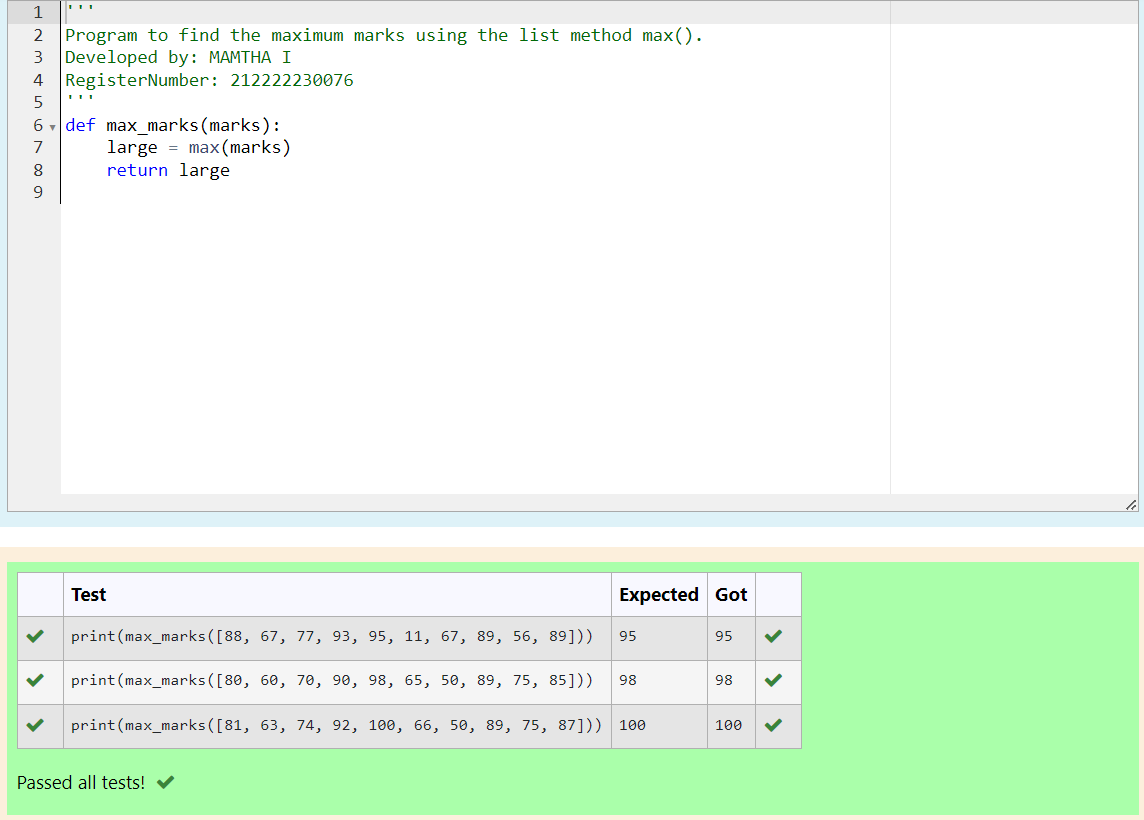 1 '''
2 Program to find the maximum marks using the list method max().
3 Developed by: MAMTHA I
4 RegisterNumber: 212222230076
5 '''
6 def max_marks(marks):
7     large = max(marks)
8     return large
9
Test Expected Got
print(max_marks([88, 67, 77, 93, 95, 11, 67, 89, 56, 89])) 95 95
print(max_marks([80, 60, 70, 90, 98, 65, 50, 89, 75, 85])) 98 98
print(max_marks([81, 63, 74, 92, 100, 66, 50, 89, 75, 87])) 100 100
Passed all tests!